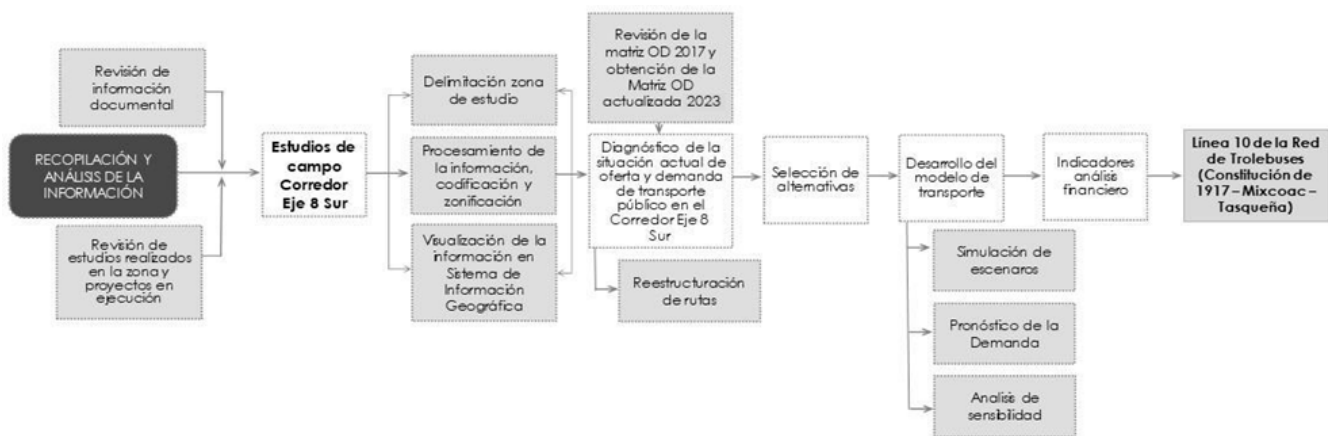 Revisión de
información
documental
RECOPILACIÓN Y
ANÁLISIS DE LA
INFORMACIÓN
Revisión de
estudios realizados
en la zona y
proyectos en
ejecución
Estudios de
campo
Corredor
Eje 8 Sur
Delimitación zona
de estudio
Procesamiento de
la información,
codificación y
zonificación
Visualización de la
información en
Sistema de
Información
Geográfica
Revisión de la
matriz OD 2017 y
obtención de la
Matriz OD
actualizada 2023
Diagnóstico de la
situación actual de
oferta y demanda
de transporte
público en el
Corredor Eje 8
Sur
Reestructuración
de rutas
Selección de
alternativas
Desarrollo del
modelo de
transporte
Simulación de
escenaros
Pronóstico de la
Demanda
Analisis de
sensibilidad
Indicadores
análisis
financiero
Línea 10 de la Red
de Trolebuses
(Constitución de
1917 – Mixcoac –
Tasqueña)